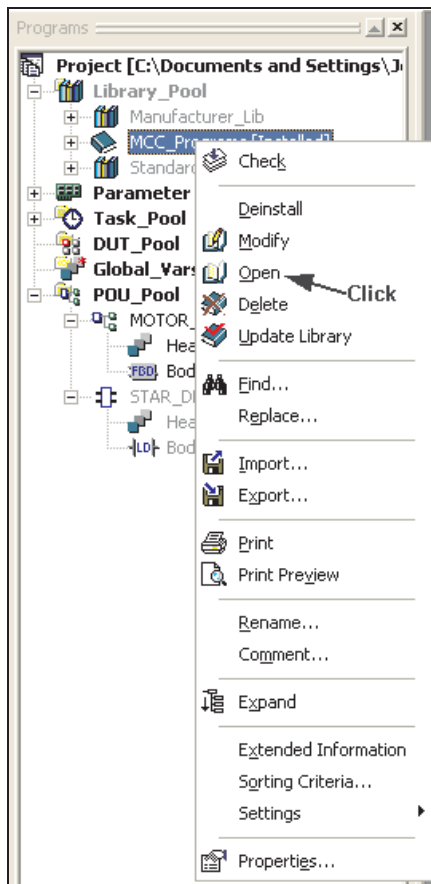 Programs
Project [C:\Documents and Settings\J
Library_Pool
Manufacturer_Lib
MCC_Programs [Installed]
Standard
Parameter
Task_Pool
DUT_Pool
Global_Vars
POU_Pool
MOTOR_
Hea
FBD Bod
STAR_D
Hea
LD Bod
Check
Deinstall
Modify
Open
Click
Delete
Update Library
Find...
Replace...
Import...
Export...
Print
Print Preview
Rename...
Comment...
Expand
Extended Information
Sorting Criteria...
Settings
Properties...